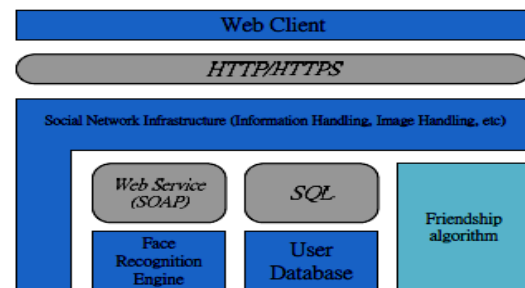 Web Client
HTTP/HTTPS
Social Network Infrastructure (Information Handling, Image Handling, etc)
Web Service
(SOAP)
SQL
Friendship
algorithm
Face
Recognition
Engine
User
Database